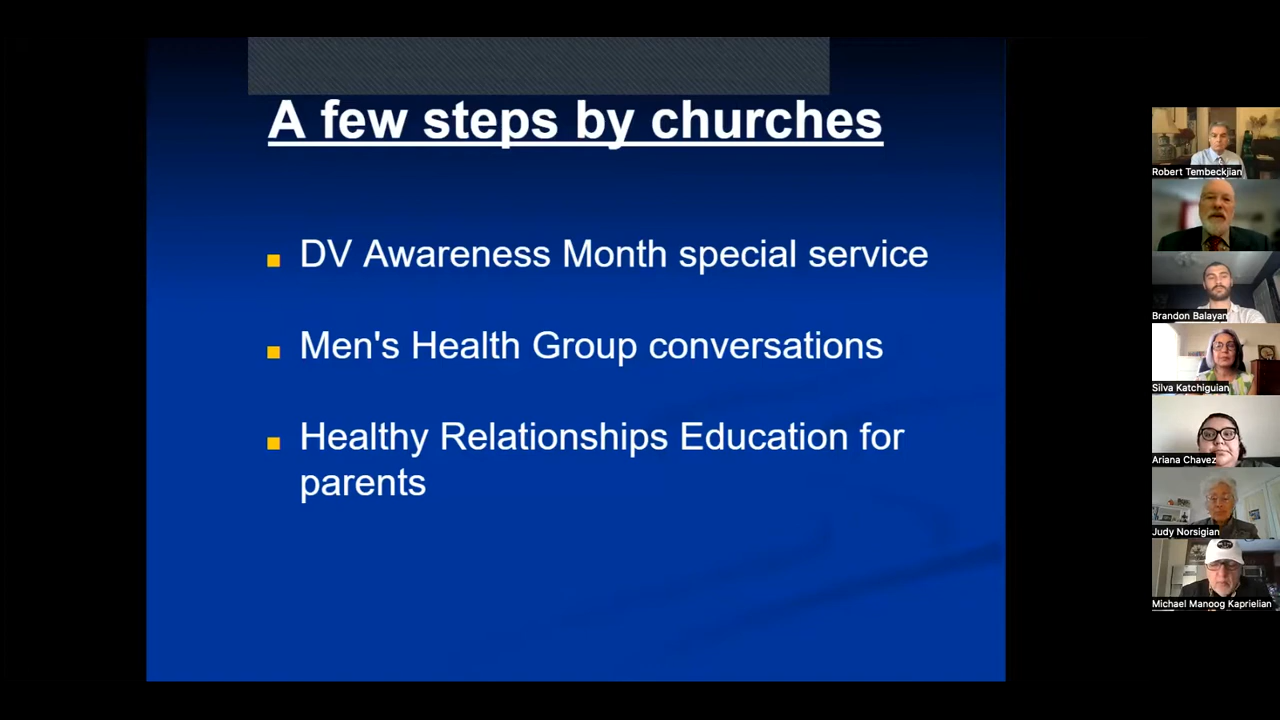 A few steps by churches
DV Awareness Month special service
Men's Health Group conversations
Healthy Relationships Education for
parents
Robert Tembeckjian
Brandon Balayan
Silva Katchiguian
Ariana Chavez
Judy Norsigian
Michael Manoog Kaprielian